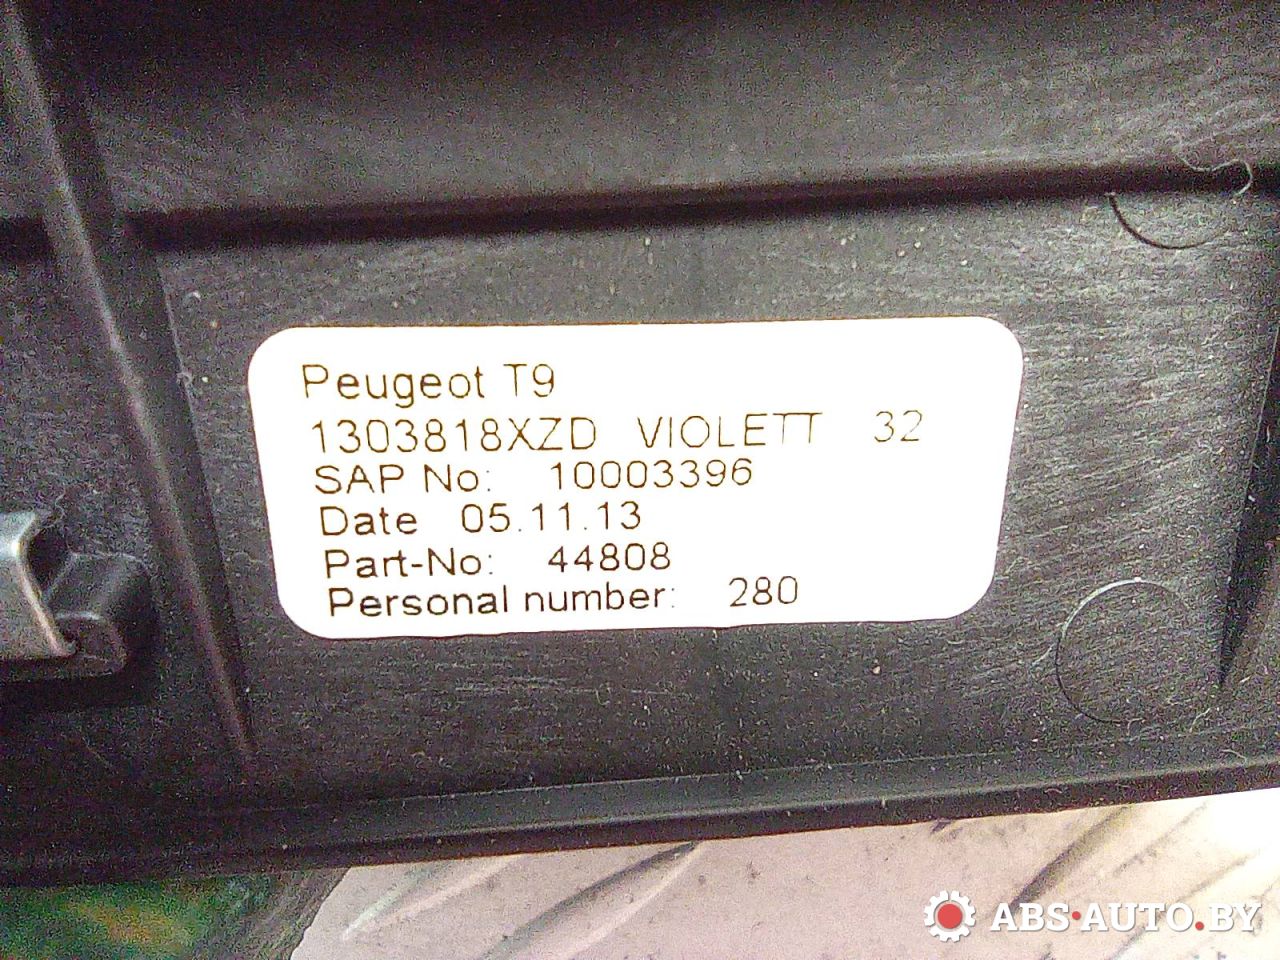 Peugeot T9
1303818XZD VIOLETT 32
SAP No: 10003396
Date 05.11.13
Part-No: 44808
Personal number: 280
ABS·AUTO.BY